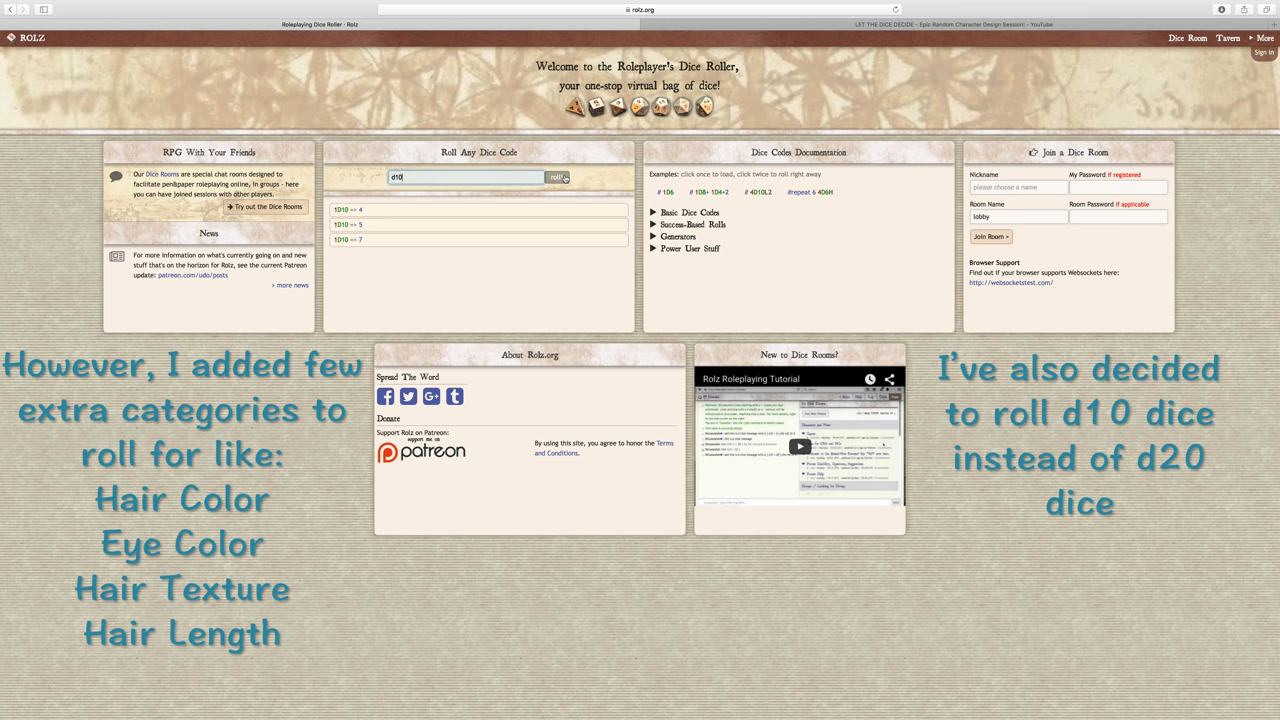 rolz.org
Roleplaying Dice Roller - Rolz
LET THE DICE DECIDE - Epic Random Character Design Session! - YouTube
ROLZ
Dice Room Tavern More
Sign in
Welcome to the Roleplayer's Dice Roller,
your one-stop virtual bag of dice!
RPG With Your Friends
Our Dice Rooms are special chat rooms designed to
facilitate pen&paper roleplaying online, in groups - here
you can have joined sessions with other players.
Try out the Dice Rooms
News
For more information on what's currently going on and new
stuff that's on the horizon for Rolz, see the current Patreon
update: patreon.com/udo/posts
> more news
Roll Any Dice Code
d10
roll!
1D10 => 4
1D10 => 5
1D10 => 7
Dice Codes Documentation
Examples: click once to load, click twice to roll right away
# 1D6 # 1D8+ 1D4+2 # 4D10L2 #repeat 6 4D6H
Basic Dice Codes
Success-Based Rolls
Generators
Power User Stuff
Join a Dice Room
Nickname My Password if registered
please choose a name
Room Name Room Password if applicable
lobby
Join Room >
Browser Support
Find out if your browser supports Websockets here:
http://websocketstest.com/
However, I added few
extra categories to
roll for like:
Hair Color
Eye Color
Hair Texture
Hair Length
About Rolz.org
Spread The Word
Donate
Support Rolz on Patreon:
support me on
patreon
By using this site, you agree to honor the Terms
and Conditions.
New to Dice Rooms?
Rolz Roleplaying Tutorial
I've also decided
to roll d10 dice
instead of d20
dice